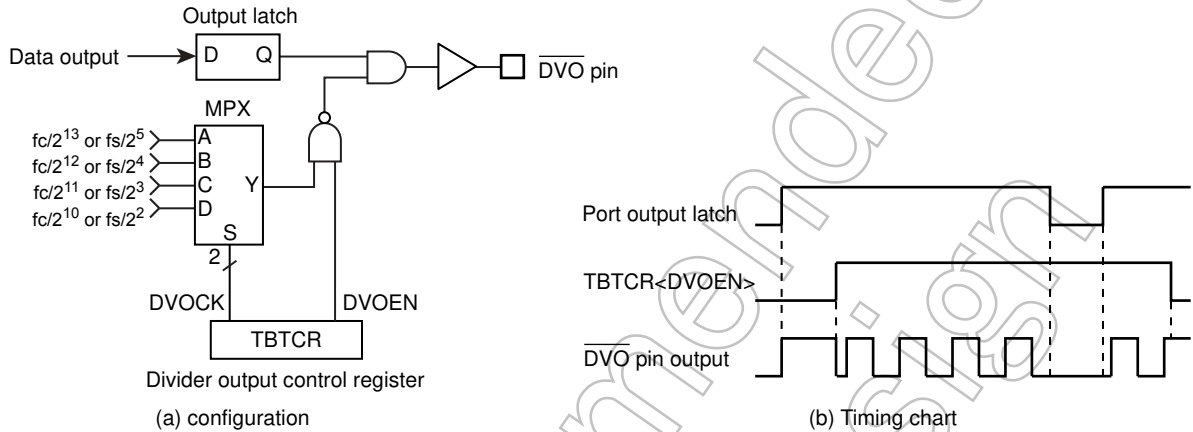 Output latch
Data output
D Q
DVO pin
MPX
fc/2^13 or fs/2^5
A
fc/2^12 or fs/2^4
B
fc/2^11 or fs/2^3
C Y
fc/2^10 or fs/2^2
D
S
2
DVOCK
DVOEN
TBTCR
Divider output control register
(a) configuration
Port output latch
TBTCR<DVOEN>
DVO pin output
(b) Timing chart